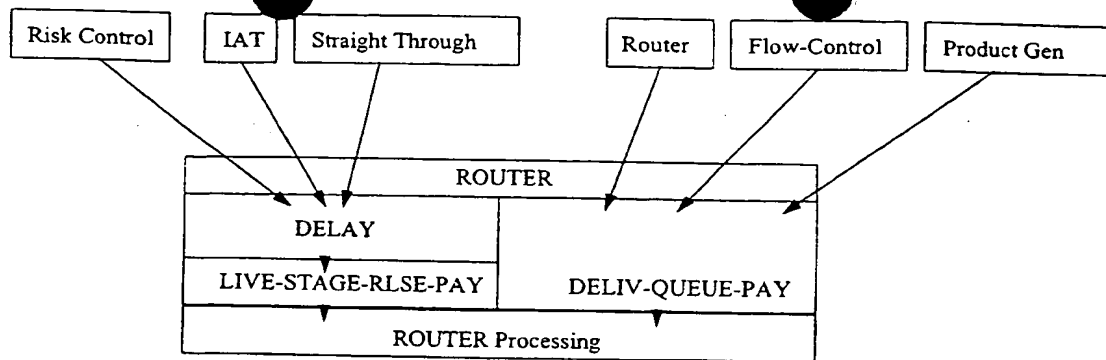 Risk Control
IAT
Straight Through
Router
Flow-Control
Product Gen
ROUTER
DELAY
LIVE-STAGE-RLSE-PAY
DELIV-QUEUE-PAY
ROUTER Processing